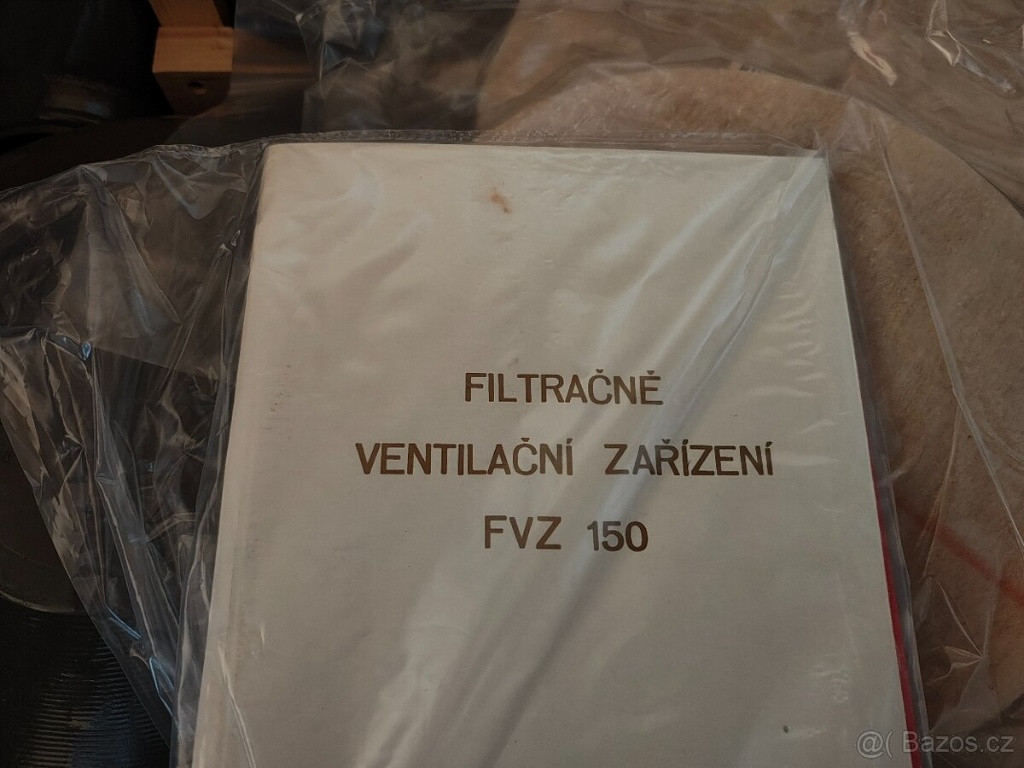 FILTRAČNĚ
VENTILAČNÍ ZAŘÍZENÍ
FVZ 150
@( Bazos.cz